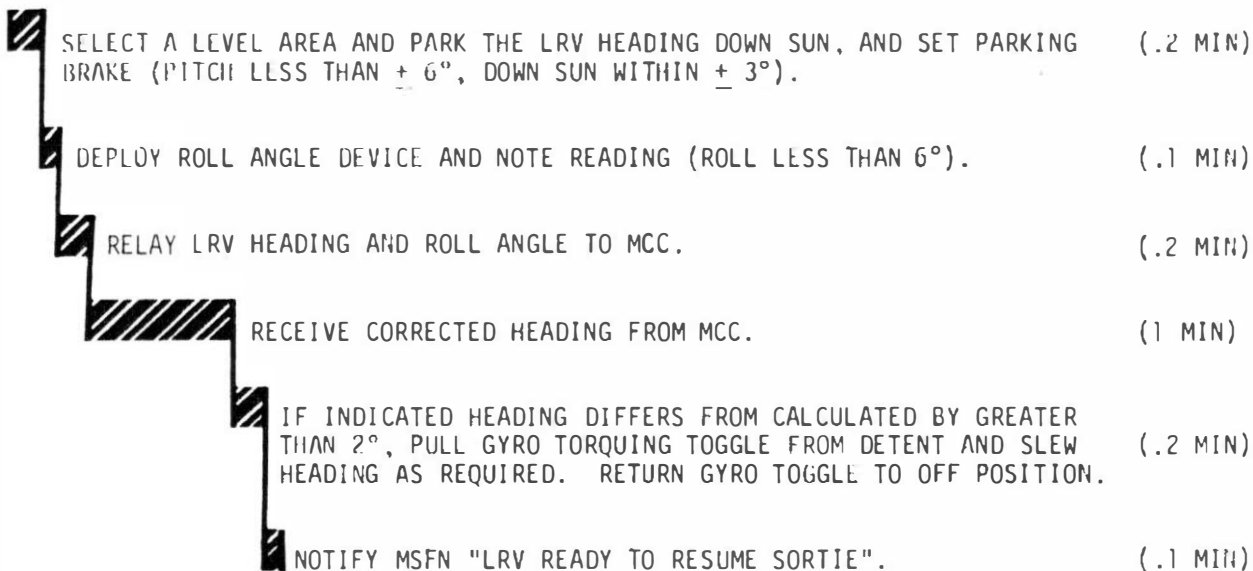 SELECT A LEVEL AREA AND PARK THE LRV HEADING DOWN SUN, AND SET PARKING (.2 MIN)
BRAKE (PITCH LESS THAN ± 6°, DOWN SUN WITHIN ± 3°).
DEPLOY ROLL ANGLE DEVICE AND NOTE READING (ROLL LESS THAN 6°). (.1 MIN)
RELAY LRV HEADING AND ROLL ANGLE TO MCC. (.2 MIN)
RECEIVE CORRECTED HEADING FROM MCC. (1 MIN)
IF INDICATED HEADING DIFFERS FROM CALCULATED BY GREATER
THAN 2°, PULL GYRO TORQUING TOGGLE FROM DETENT AND SLEW (.2 MIN)
HEADING AS REQUIRED. RETURN GYRO TOGGLE TO OFF POSITION.
NOTIFY MSFN "LRV READY TO RESUME SORTIE". (.1 MIN)